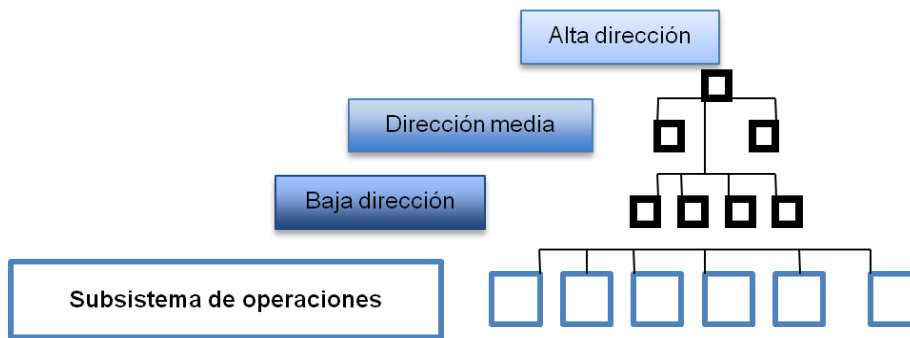 Alta dirección
Dirección media
Baja dirección
Subsistema de operaciones